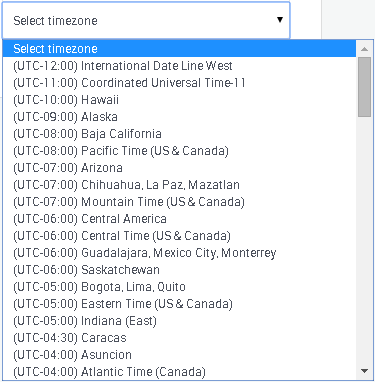 Select timezone
Select timezone
(UTC-12:00) International Date Line West
(UTC-11:00) Coordinated Universal Time-11
(UTC-10:00) Hawaii
(UTC-09:00) Alaska
(UTC-08:00) Baja California
(UTC-08:00) Pacific Time (US & Canada)
(UTC-07:00) Arizona
(UTC-07:00) Chihuahua, La Paz, Mazatlan
(UTC-07:00) Mountain Time (US & Canada)
(UTC-06:00) Central America
(UTC-06:00) Central Time (US & Canada)
(UTC-06:00) Guadalajara, Mexico City, Monterrey
(UTC-06:00) Saskatchewan
(UTC-05:00) Bogota, Lima, Quito
(UTC-05:00) Eastern Time (US & Canada)
(UTC-05:00) Indiana (East)
(UTC-04:30) Caracas
(UTC-04:00) Asuncion
(UTC-04:00) Atlantic Time (Canada)